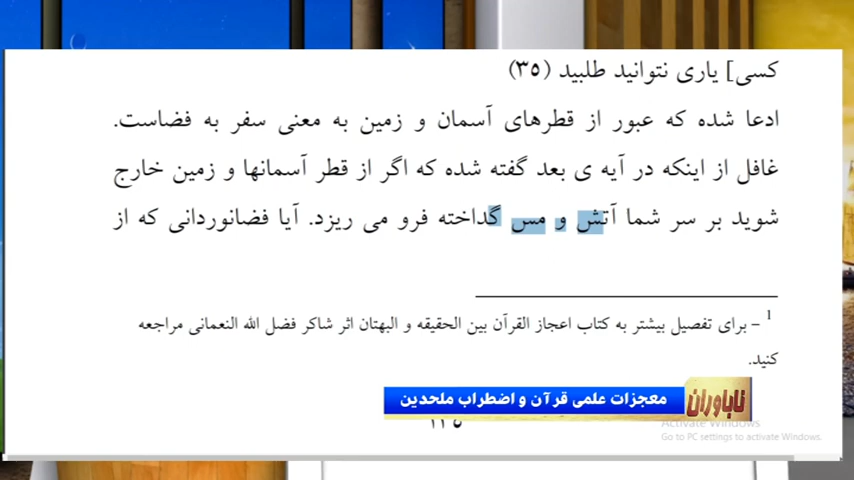 کسی] یاری نتوانید طلبید (۳۵)
ادعا شده که عبور از قطرهای آسمان و زمین به معنی سفر به فضاست.
غافل از اینکه در آیه ی بعد گفته شده که اگر از قطر آسمانها و زمین خارج
شوید بر سر شما آتش و مس گداخته فرو می ریزد. آیا فضانوردانی که از
1 - برای تفصیل بیشتر به کتاب اعجاز القرآن بین الحقیقه و البهتان اثر شاکر فضل الله النعمانی مراجعه
کنید.
ناباوران
معجزات علمی قرآن و اضطراب ملحدین
Activate Windows
Go to PC settings to activate Windows.